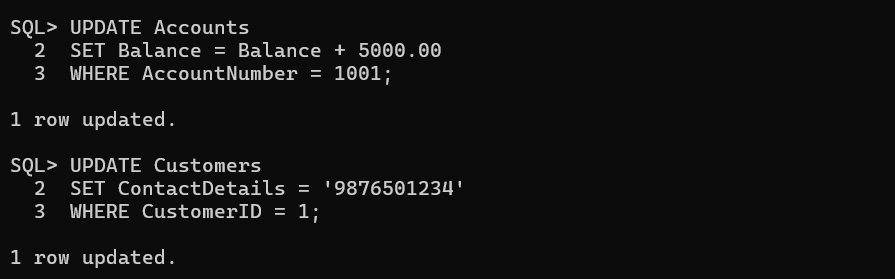 SQL> UPDATE Accounts
  2  SET Balance = Balance + 5000.00
  3  WHERE AccountNumber = 1001;
1 row updated.
SQL> UPDATE Customers
  2  SET ContactDetails = '9876501234'
  3  WHERE CustomerID = 1;
1 row updated.